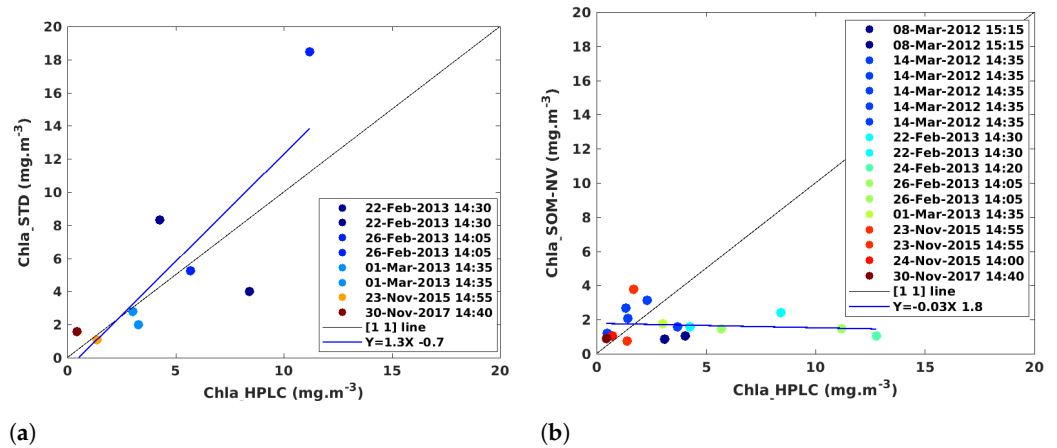 20
18
16
14
12
10
8
6
4
2
0
Chla_STD (mg.m-3)
22-Feb-2013 14:30
22-Feb-2013 14:30
26-Feb-2013 14:05
26-Feb-2013 14:05
01-Mar-2013 14:35
01-Mar-2013 14:35
23-Nov-2015 14:55
30-Nov-2017 14:40
[1 1] line
Y=1.3X -0.7
0 5 10 15 20
Chla_HPLC (mg.m-3)
(a)
20
18
16
14
12
10
8
6
4
2
0
Chla_SOM-NV (mg.m-3)
08-Mar-2012 15:15
08-Mar-2012 15:15
14-Mar-2012 14:35
14-Mar-2012 14:35
14-Mar-2012 14:35
14-Mar-2012 14:35
14-Mar-2012 14:35
22-Feb-2013 14:30
22-Feb-2013 14:30
24-Feb-2013 14:20
26-Feb-2013 14:05
26-Feb-2013 14:05
01-Mar-2013 14:35
23-Nov-2015 14:55
23-Nov-2015 14:55
24-Nov-2015 14:00
30-Nov-2017 14:40
[1 1] line
Y=-0.03X 1.8
0 5 10 15 20
Chla_HPLC (mg.m-3)
(b)